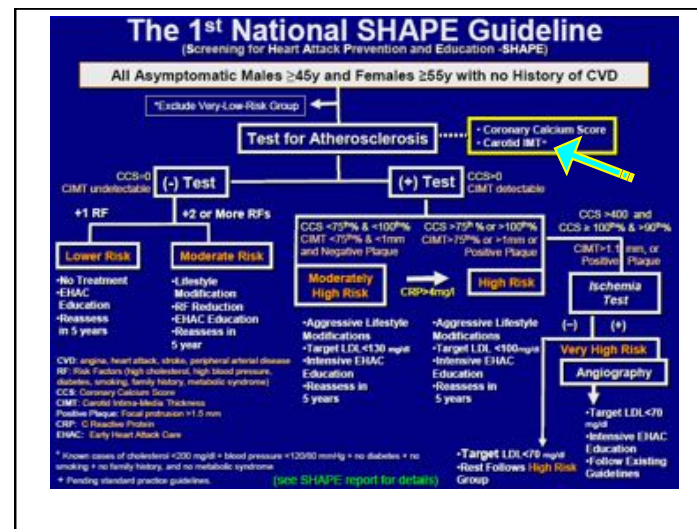 The 1st National SHAPE Guideline
(Screening for Heart Attack Prevention and Education -SHAPE)
All Asymptomatic Males ≥45y and Females ≥55y with no History of CVD
*Exclude Very-Low-Risk Group
Test for Atherosclerosis
• Coronary Calcium Score
• Carotid IMT+
CCS=0
CIMT undetectable
(-) Test
(+) Test
CCS>0
CIMT detectable
+1 RF
+2 or More RFs
CCS <75th% & <100th%
CIMT <75th% & <1mm
and Negative Plaque
CCS >75th % or >100th%
CIMT>75th% or >1mm or
Positive Plaque
CCS >400 and
CCS ≥ 100th% & >90th%
CIMT>1.1 mm, or
Positive Plaque
Lower Risk
Moderate Risk
Moderately
High Risk
CRP>4mg/l
High Risk
Ischemia
Test
(−) (+)
•No Treatment
•EHAC
Education
•Reassess
in 5 years
•Lifestyle
Modification
•RF Reduction
•EHAC Education
•Reassess in
5 year
•Aggressive Lifestyle
Modifications
•Target LDL<130 mg/dl
•Intensive EHAC
Education
•Reassess in
5 years
•Aggressive Lifestyle
Modifications
•Target LDL <100mg/dl
•Intensive EHAC
Education
•Reassess in
5 years
Very High Risk
Angiography
•Target LDL<70
mg/dl
•Intensive EHAC
Education
•Follow Existing
Guidelines
•Target LDL<70 mg/dl
•Rest Follows High Risk
Group
CVD: angina, heart attack, stroke, peripheral arterial disease
RF: Risk Factors (high cholesterol, high blood pressure,
diabetes, smoking, family history, metabolic syndrome)
CCS: Coronary Calcium Score
CIMT: Carotid Intima-Media Thickness
Positive Plaque: Focal protrusion >1.5 mm
CRP: C Reactive Protein
EHAC: Early Heart Attack Care
* Known cases of cholesterol <200 mg/dl + blood pressure <120/80 mmHg + no diabetes + no
smoking + no family history, and no metabolic syndrome
+ Pending standard practice guidelines.
(see SHAPE report for details)